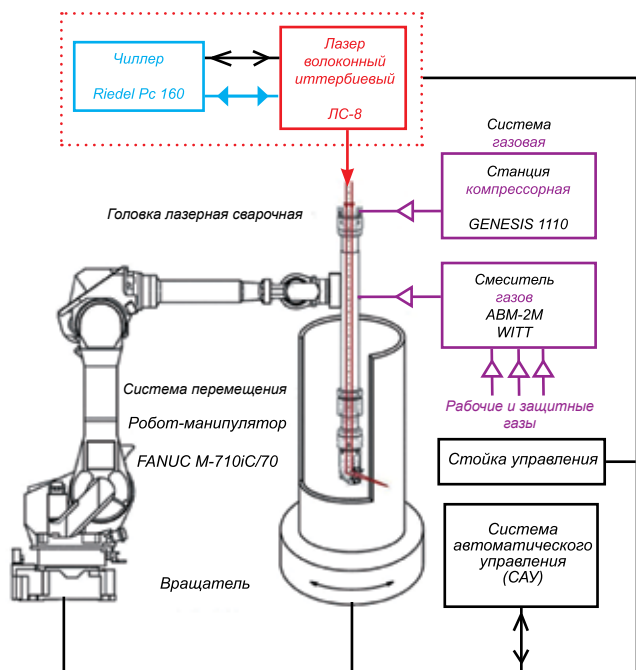 Чиллер
Riedel Pc 160
Лазер
волоконный
иттербиевый
ЛС-8
Система
газовая
Станция
компрессорная
GENESIS 1110
Головка лазерная сварочная
Смеситель
газов
АВМ-2М
WITT
Рабочие и защитные
газы
Система перемещения
Робот-манипулятор
FANUC M-710iC/70
Стойка управления
Система
автоматического
управления
(САУ)
Вращатель